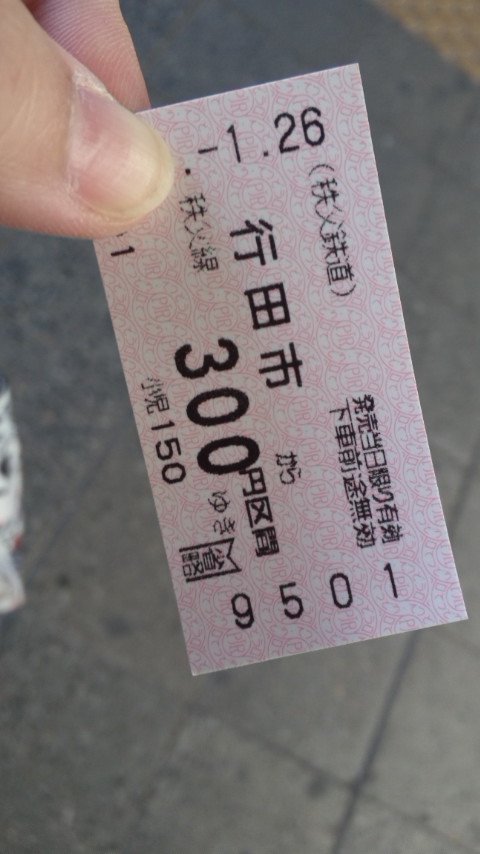 -1.26
(秩父鉄道)
発売当日限り有効
下車前途無効
行田市 から
秩父線 300円区間 ゆき
小児150
省略
9501